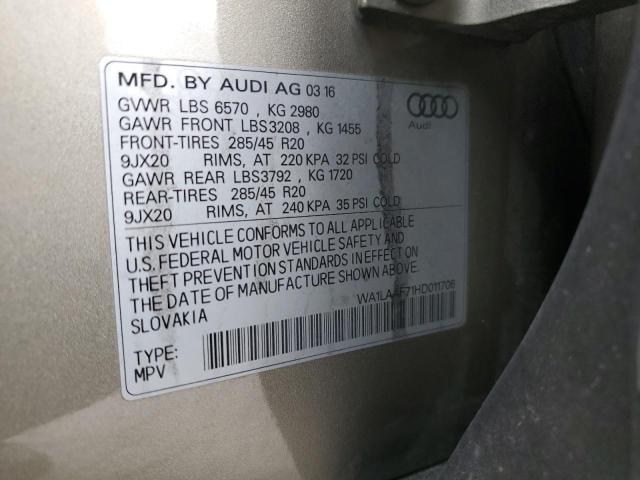 MFD. BY AUDI AG 03 16
GVWR LBS 6570 , KG 2980
GAWR FRONT LBS3208 , KG 1455
FRONT-TIRES 285/45 R20
9JX20 RIMS, AT 220 KPA 32 PSI COLD
GAWR REAR LBS3792 , KG 1720
REAR-TIRES 285/45 R20
9JX20 RIMS, AT 240 KPA 35 PSI COLD
Audi
THIS VEHICLE CONFORMS TO ALL APPLICABLE
U.S. FEDERAL MOTOR VEHICLE SAFETY AND
THEFT PREVENTION STANDARDS IN EFFECT ON
THE DATE OF MANUFACTURE SHOWN ABOVE.
SLOVAKIA
TYPE:
MPV